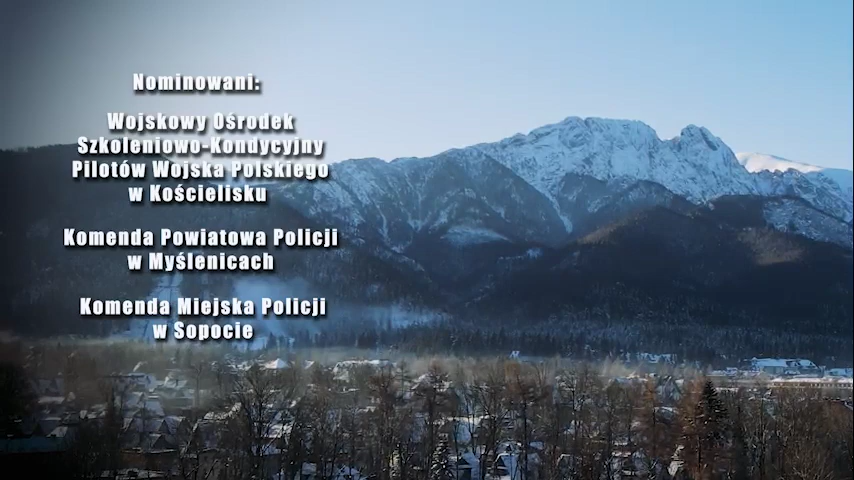 Nominowani:
Wojskowy Ośrodek
Szkoleniowo-Kondycyjny
Pilotów Wojska Polskiego
w Kościelisku
Komenda Powiatowa Policji
w Myślenicach
Komenda Miejska Policji
w Sopocie